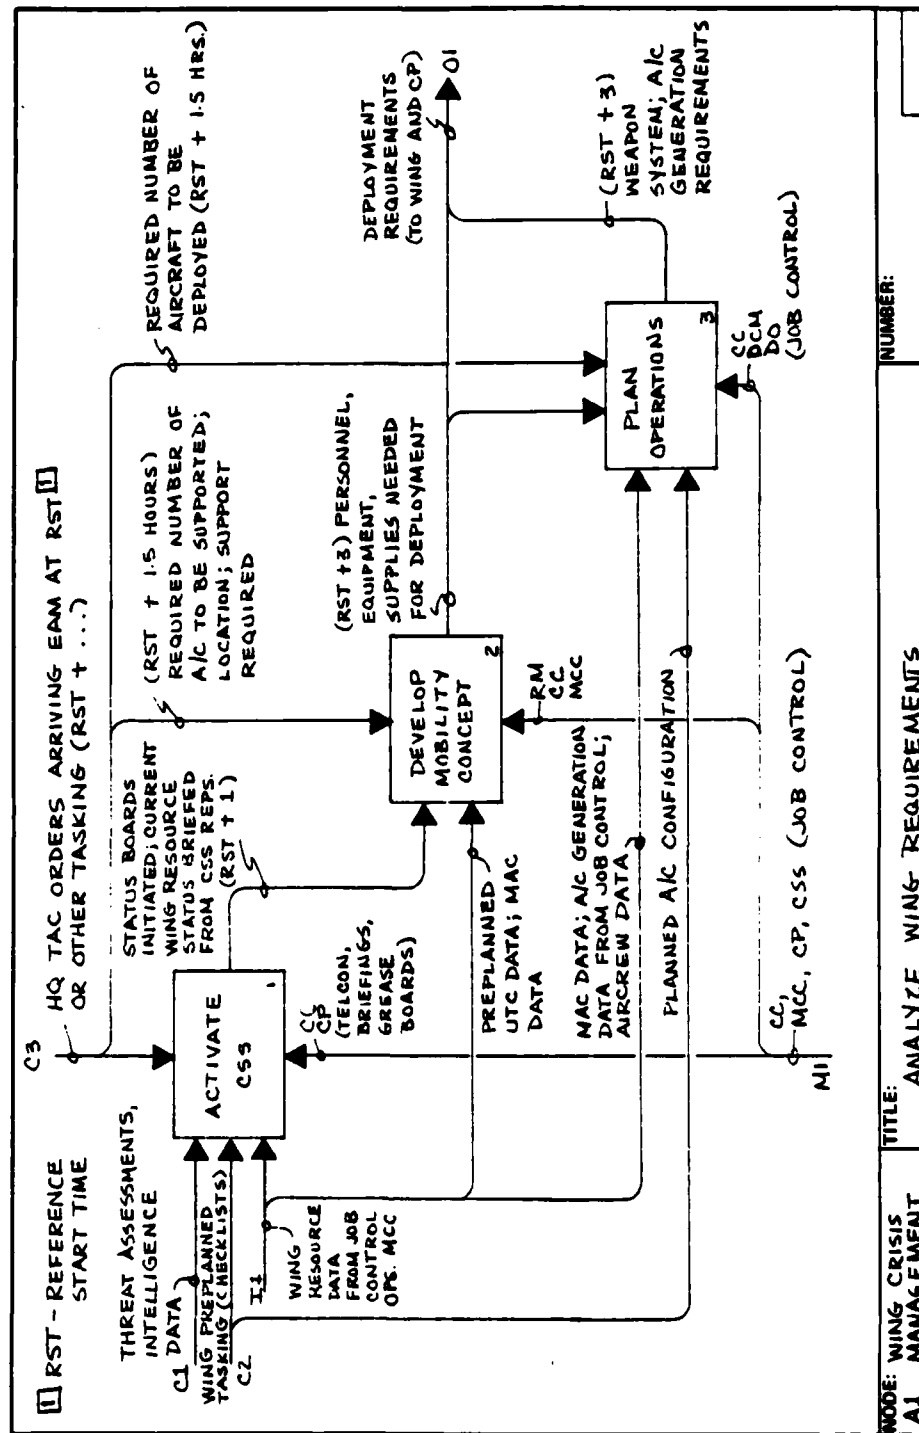 1 RST - REFERENCE
START TIME
C3
HQ TAC ORDERS ARRIVING EAM AT RST 1
OR OTHER TASKING (RST + ...)
THREAT ASSESSMENTS,
INTELLIGENCE
DATA
C1
WING PREPLANNED
TASKING (CHECKLISTS)
C2
I1
WING
RESOURCE
DATA
FROM JOB
CONTROL
OPS. MCC
ACTIVATE
CSS
1
CC
CP
(TELCON,
BRIEFINGS,
GREASE
BOARDS)
STATUS BOARDS
INITIATED; CURRENT
WING RESOURCE
STATUS BRIEFED
FROM CSS REPS.
(RST + 1)
(RST + 1.5 HOURS)
REQUIRED NUMBER OF
A/C TO BE SUPPORTED;
LOCATION; SUPPORT
REQUIRED
REQUIRED NUMBER OF
AIRCRAFT TO BE
DEPLOYED (RST + 1.5 HRS.)
DEVELOP
MOBILITY
CONCEPT
2
RM
CC
MCC
PREPLANNED
UTC DATA; MAC
DATA
(RST +3) PERSONNEL,
EQUIPMENT,
SUPPLIES NEEDED
FOR DEPLOYMENT
DEPLOYMENT
REQUIREMENTS
(TO WING AND CP)
O1
MAC DATA; A/C GENERATION
DATA FROM JOB CONTROL;
AIRCREW DATA
PLANNED A/C CONFIGURATION
PLAN
OPERATIONS
3
CC
DCM
DO
(JOB CONTROL)
(RST +3)
WEAPON
SYSTEM; A/C
GENERATION
REQUIREMENTS
M1
CC,
MCC, CP, CSS (JOB CONTROL)
NODE: WING CRISIS
A1 MANAGEMENT
TITLE:
ANALYZE WING REQUIREMENTS
NUMBER: